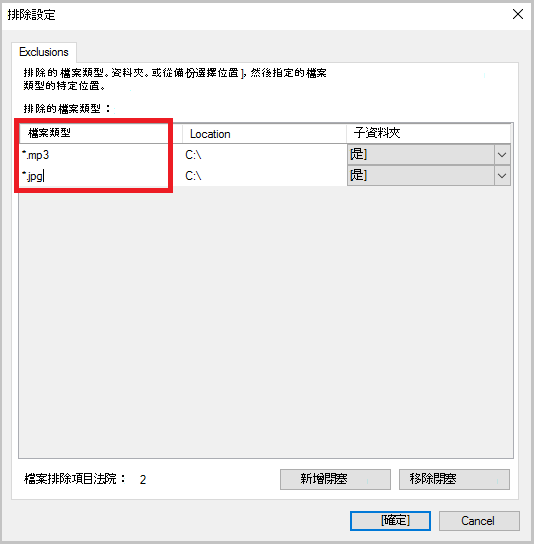 排除設定
Exclusions
排除的檔案類型。資料夾。或從備份選擇位置], 然後指定的檔案
類型的特定位置。
排除的檔案類型：
檔案類型 Location 子資料夾
*.mp3 C:\ [是]
*.jpg C:\ [是]
檔案排除項目法院： 2
新增閉塞 移除閉塞
[確定] Cancel